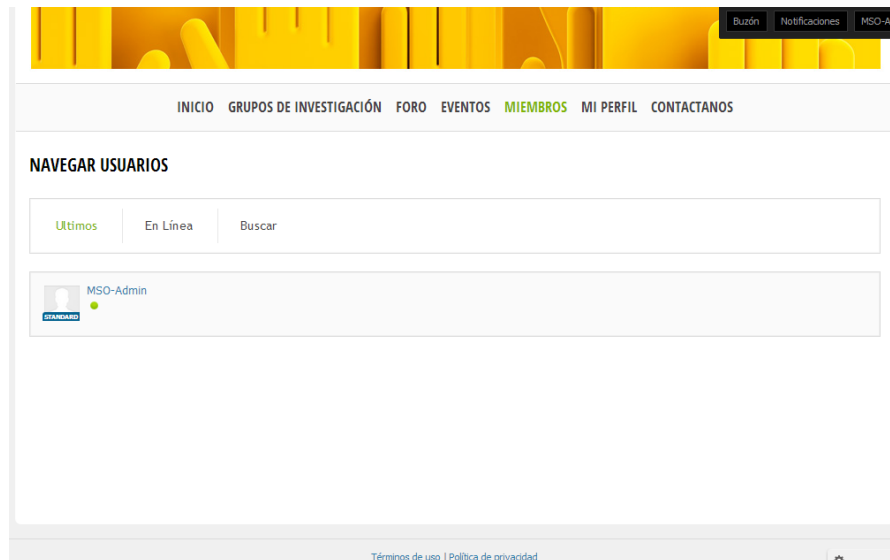 Buzón Notificaciones MSO-A
INICIO GRUPOS DE INVESTIGACIÓN FORO EVENTOS MIEMBROS MI PERFIL CONTACTANOS
NAVEGAR USUARIOS
Ultimos En Línea Buscar
MSO-Admin
STANDARD
Términos de uso | Política de privacidad